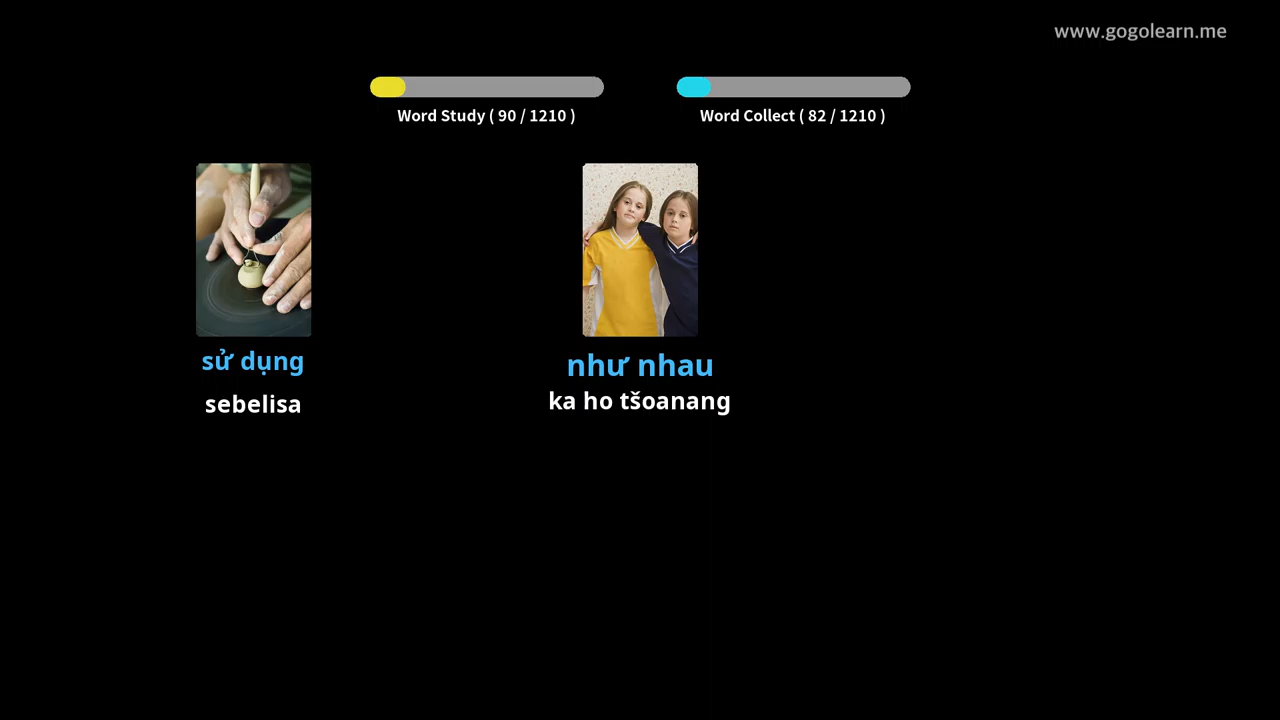 www.gogolearn.me
Word Study ( 90 / 1210 )
Word Collect ( 82 / 1210 )
sử dụng
sebelisa
như nhau
ka ho tšoanang